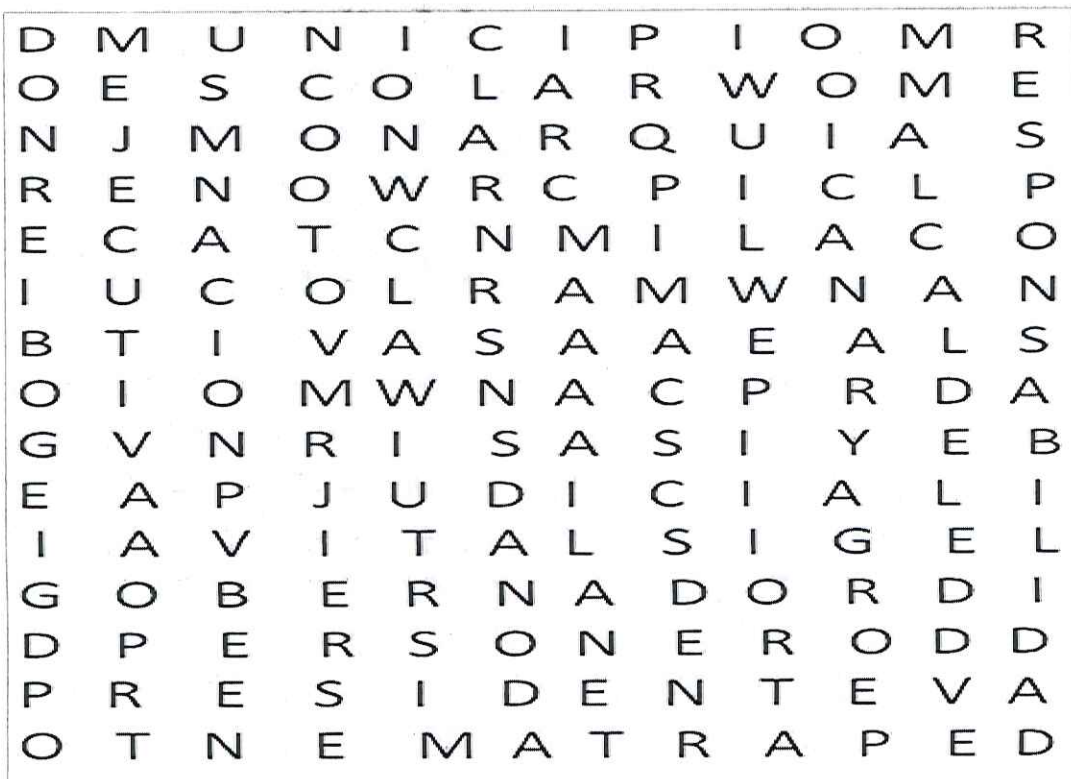 D M U N I C I P I O M R
O E S C O L A R W O M E
N J M O N A R Q U I A S
R E N O W R C P I C L P
E C A T C N M I L A C O
I U C O L R A M W N A N
B T I V A S A A E A L S
O I O M W N A C P R D A
G V N R I S A S I Y E B
E A P J U D I C I A L I
I A V I T A L S I G E L
G O B E R N A D O R D I
D P E R S O N E R O D D
P R E S I D E N T E V A
O T N E M A T R A P E D